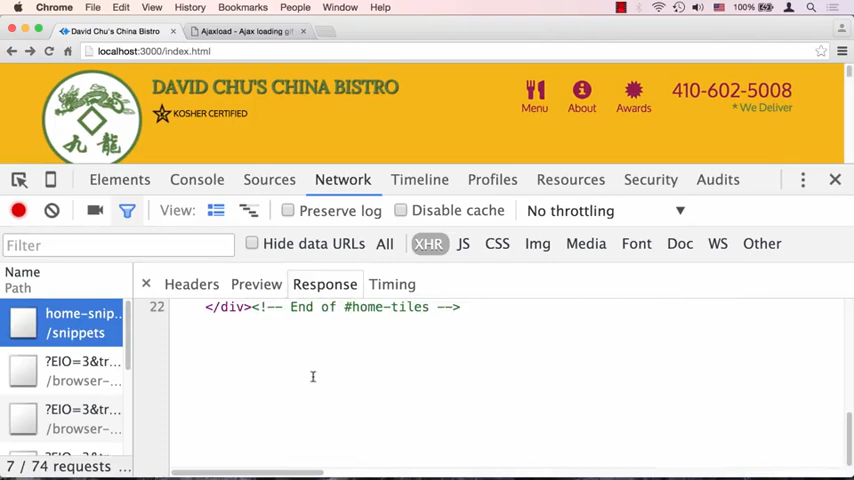 Chrome File Edit View History Bookmarks People Window Help 100%
David Chu's China Bistro Ajaxload - Ajax loading gif
localhost:3000/index.html
DAVID CHU'S CHINA BISTRO
KOSHER CERTIFIED
九龍
Menu About Awards
410-602-5008
* We Deliver
Elements Console Sources Network Timeline Profiles Resources Security Audits
View: Preserve log Disable cache No throttling
Filter Hide data URLs All XHR JS CSS Img Media Font Doc WS Other
Name
Path
Headers Preview Response Timing
home-snip...
/snippets
?EIO=3&tr...
/browser-...
?EIO=3&tr...
/browser-...
22 </div><!-- End of #home-tiles -->
7 / 74 requests ...